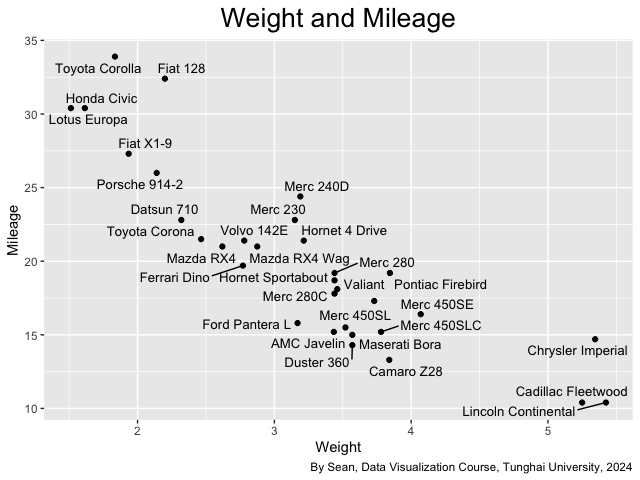 Weight and Mileage
35
Toyota Corolla
Fiat 128
30
Honda Civic
Lotus Europa
Fiat X1-9
Porsche 914-2
25
Merc 240D
Datsun 710
Merc 230
Toyota Corona
Volvo 142E
Hornet 4 Drive
Mazda RX4
Mazda RX4 Wag
Merc 280
20
Ferrari Dino
Hornet Sportabout
Valiant
Pontiac Firebird
Merc 280C
Merc 450SE
Merc 450SL
Ford Pantera L
Merc 450SLC
15
AMC Javelin
Maserati Bora
Chrysler Imperial
Duster 360
Camaro Z28
Cadillac Fleetwood
Lincoln Continental
10
Mileage
2
3
4
5
Weight
By Sean, Data Visualization Course, Tunghai University, 2024